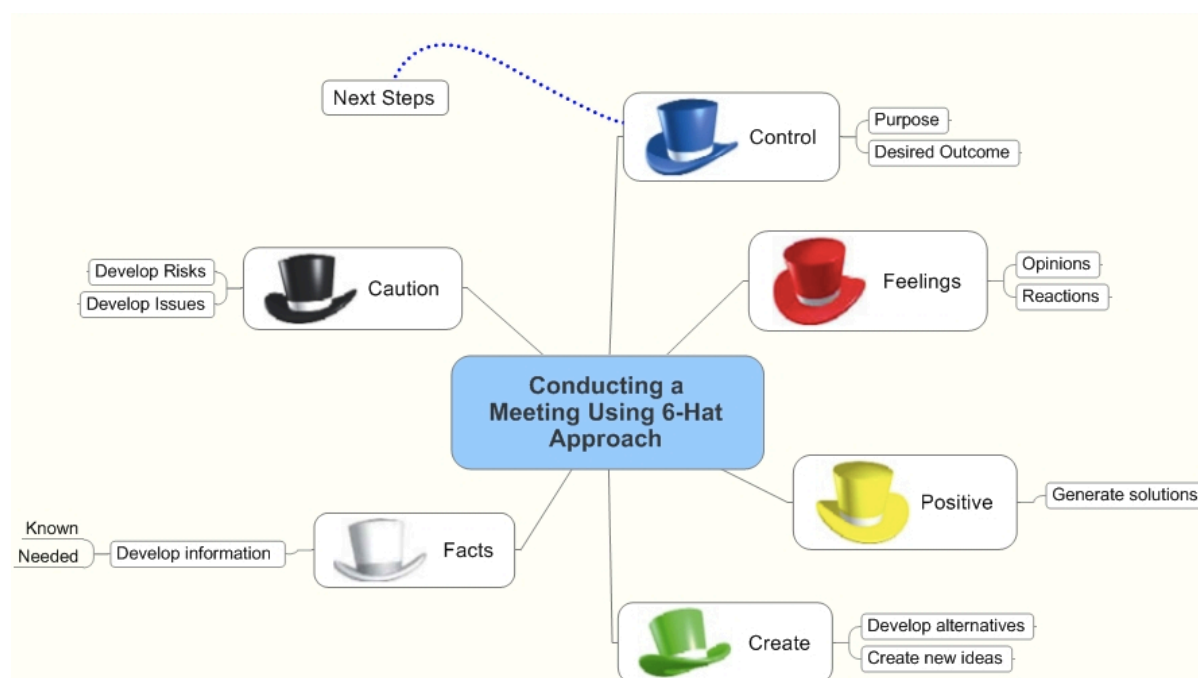 Next Steps
Control
Purpose
Desired Outcome
Develop Risks
Develop Issues
Caution
Feelings
Opinions
Reactions
Conducting a
Meeting Using 6-Hat
Approach
Positive
Generate solutions
Known
Needed
Develop information
Facts
Create
Develop alternatives
Create new ideas